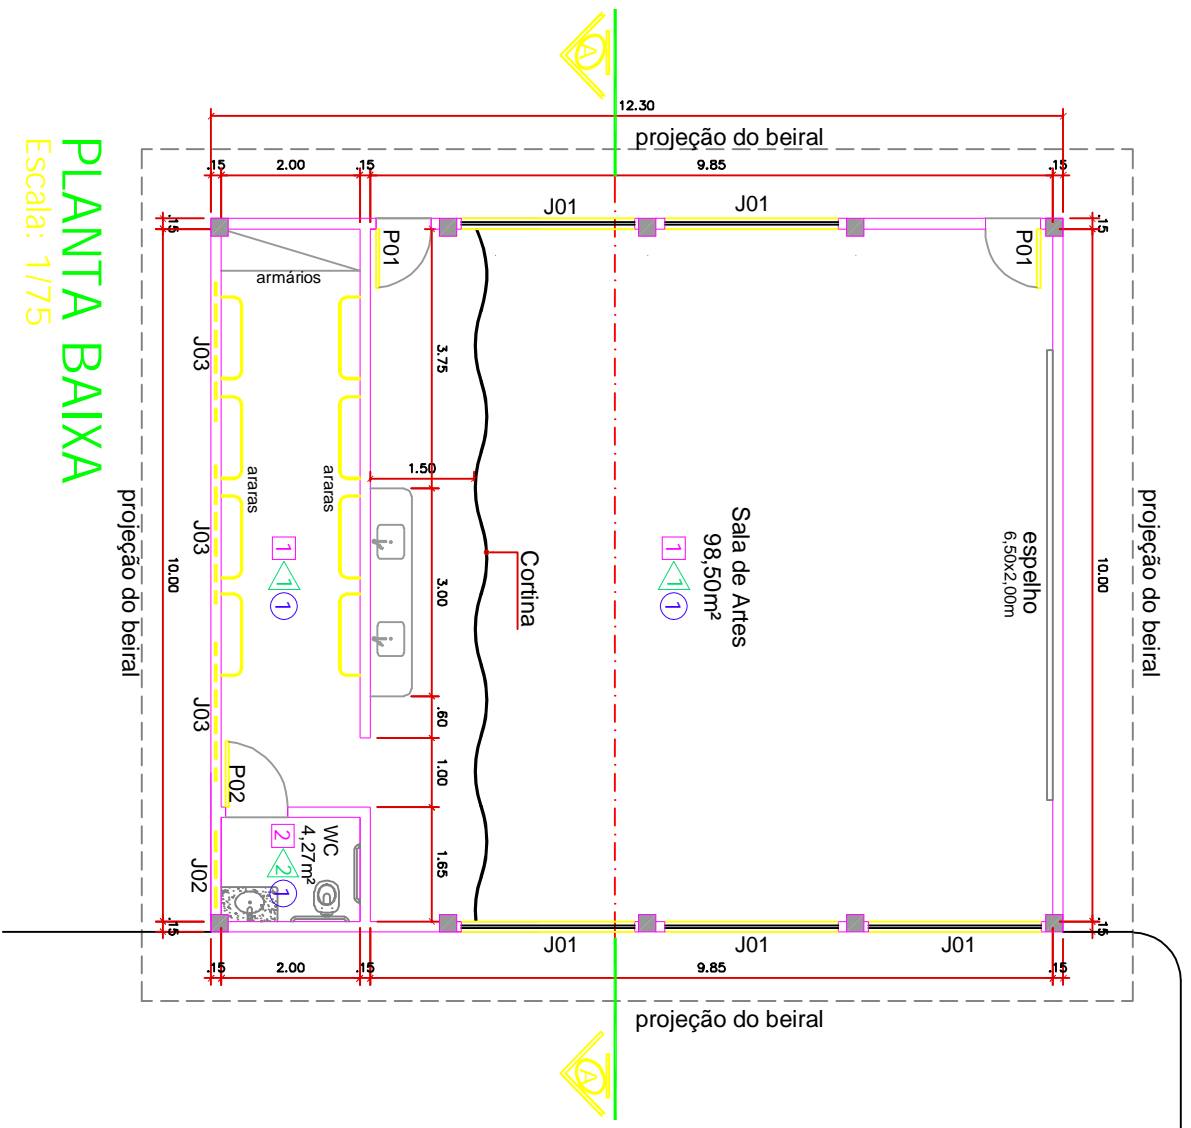 A
12.30
projeção do beiral
.15
2.00
.15
9.85
.15
PLANTA BAIXA
Escala: 1/75
.15
J01
J01
.15
P01
P01
armários
J03
3.75
araras
araras
1.50
projeção do beiral
10.00
J03
1
1
1
3.00
Cortina
Sala de Artes
98,50m²
1
1
1
espelho
6,50x2,00m
10.00
projeção do beiral
J03
.60
1.00
P02
WC
4,27m²
2
2
1
1.65
J02
.15
.15
J01
J01
J01
.15
2.00
.15
9.85
.15
projeção do beiral
A